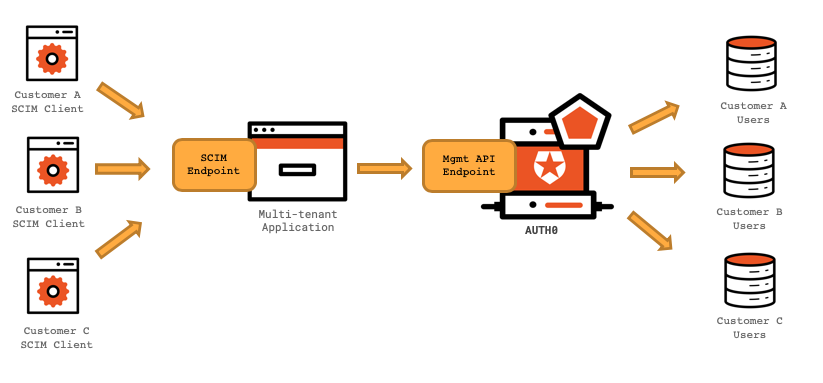 Customer A
SCIM Client
Customer B
SCIM Client
Customer C
SCIM Client
SCIM
Endpoint
Multi-tenant
Application
Mgmt API
Endpoint
AUTH0
Customer A
Users
Customer B
Users
Customer C
Users